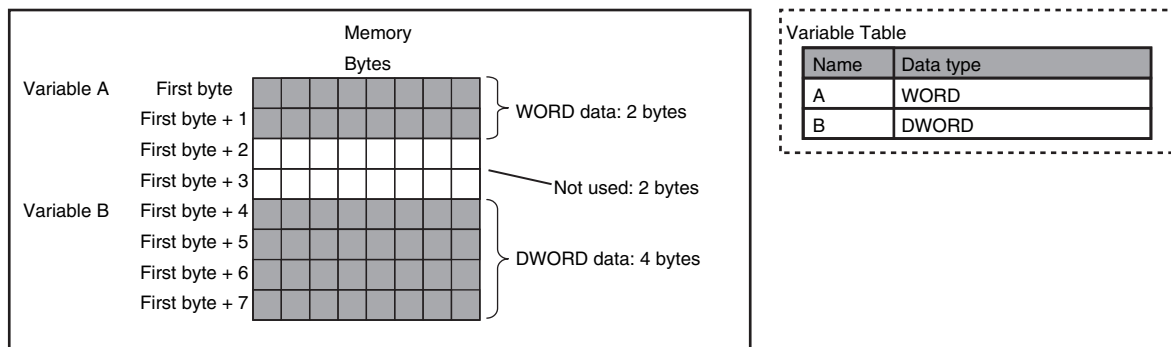 Memory
Bytes
Variable A
First byte
First byte + 1
WORD data: 2 bytes
First byte + 2
First byte + 3
Not used: 2 bytes
Variable B
First byte + 4
First byte + 5
First byte + 6
First byte + 7
DWORD data: 4 bytes
Variable Table
Name Data type
A WORD
B DWORD